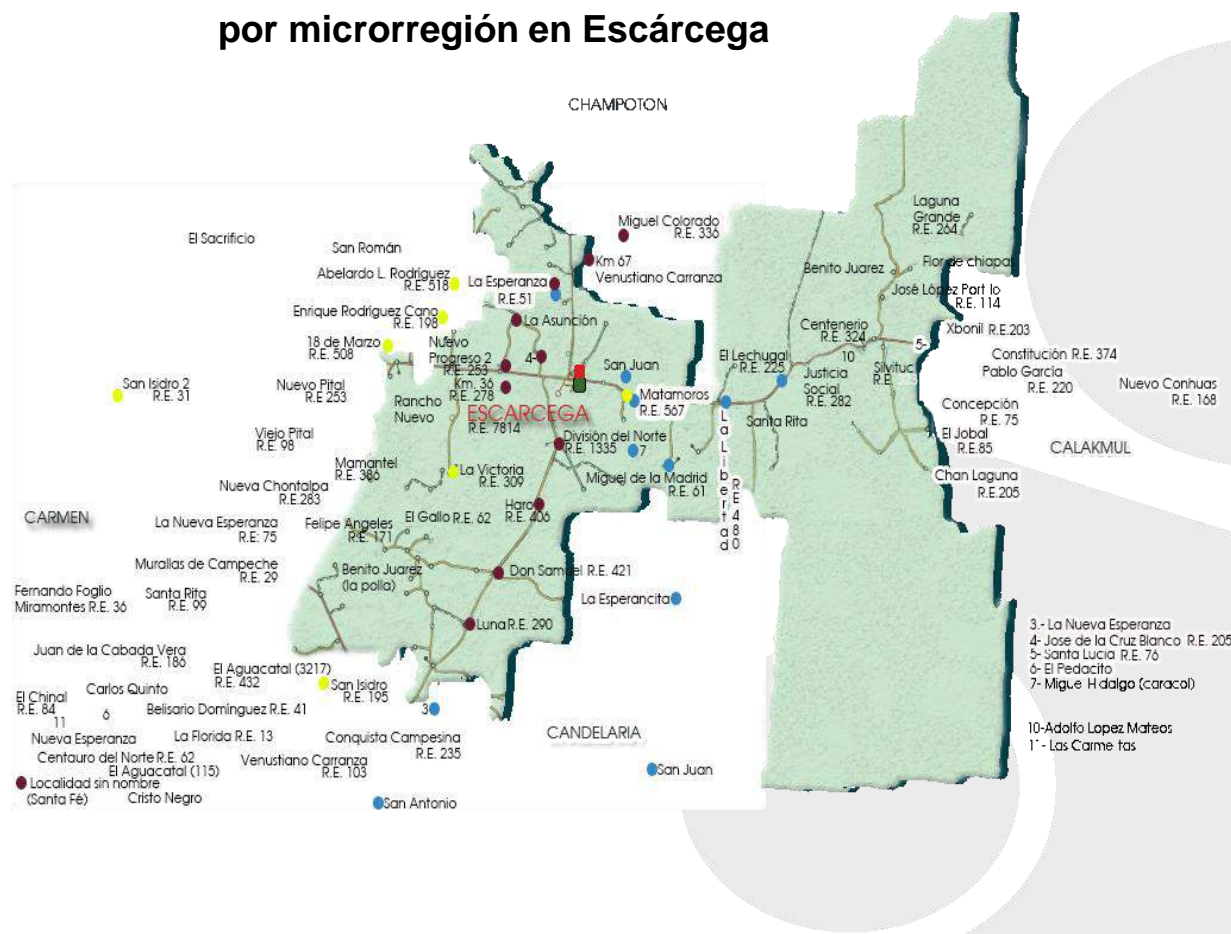 por microrregión en Escárcega
CHAMPOTON
Laguna
Grande
R.E. 264
Miguel Colorado
R.E. 336
El Sacrificio
San Román
Km 67
Venustiano Carranza
Benito Juarez
Flor de chiapas
Abelardo L. Rodríguez
R.E. 518
La Esperanza
R.E.51
José López Port lo
R.E. 114
Enrique Rodríguez Cano
R.E. 198
La Asunción
Centenerio
R.E. 324
10
5-
Xbonil R.E.203
18 de Marzo
R.E. 508
Nuevo
Progreso 2
R.E. 253
4-
San Juan
El Lechugal
R.E. 225
Silvituc
R.E.
Constitución R.E. 374
Pablo García
R.E. 220
San Isidro 2
R.E. 31
Nuevo Pital
R.E 253
Km. 36
R.E. 278
Rancho
Nuevo
Matamoros
R.E. 567
Justicia
Social
R.E. 282
Nuevo Conhuas
R.E. 168
ESCARCEGA
R.E. 7814
La Libertad
R E 4 8 0
Santa Rita
Concepción
R.E. 75
Viejo Pital
R.E. 98
División del Norte
R.E. 1335
7
El Jobal
R.E.85
CALAKMUL
Mamantel
R.E. 386
La Victoria
R.E. 309
Miguel de la Madrid
R.E. 61
Chan Laguna
R.E.205
Nueva Chontalpa
R.E.283
CARMEN
La Nueva Esperanza
R.E: 75
Felipe Angeles
R.E. 171
El Gallo R.E. 62
Haro
R.E. 406
Murallas de Campeche
R.E. 29
Benito Juarez
(la polla)
Don Samuel R.E. 421
Fernando Foglio
Miramontes R.E. 36
Santa Rita
R.E. 99
La Esperancita
Luna R.E. 290
3.- La Nueva Esperanza
4- Jose de la Cruz Blanco R.E. 205
5- Santa Lucia R.E. 76
6- El Pedacito
7- Migue H dalgo (caracol)
10-Adolfo Lopez Mateos
1'- Las Carme tas
Juan de la Cabada Vera
R.E. 186
El Aguacatal (3217)
R.E. 432
San Isidro
R.E. 195
El Chinal
R.E. 84
11
Carlos Quinto
6
Belisario Domínguez R.E. 41
3
Nueva Esperanza
La Florida R.E. 13
Conquista Campesina
R.E. 235
CANDELARIA
Centauro del Norte R.E. 62
El Aguacatal (115)
Venustiano Carranza
R.E. 103
San Juan
Localidad sin nombre
(Santa Fé)
Cristo Negro
San Antonio